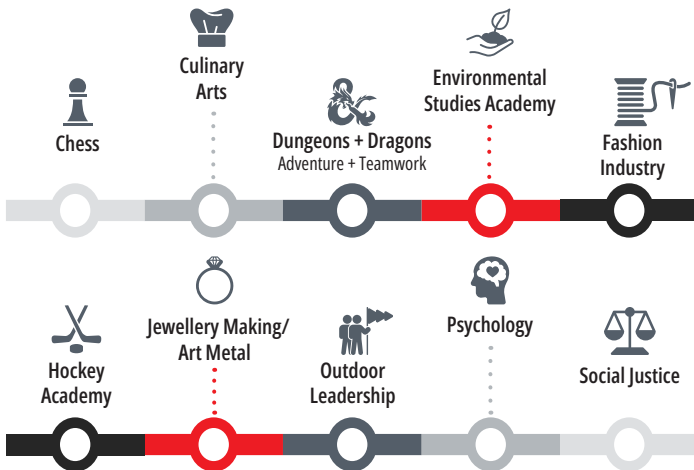 Chess
Culinary
Arts
Dungeons + Dragons
Adventure + Teamwork
Environmental
Studies Academy
Fashion
Industry
Hockey
Academy
Jewellery Making/
Art Metal
Outdoor
Leadership
Psychology
Social Justice